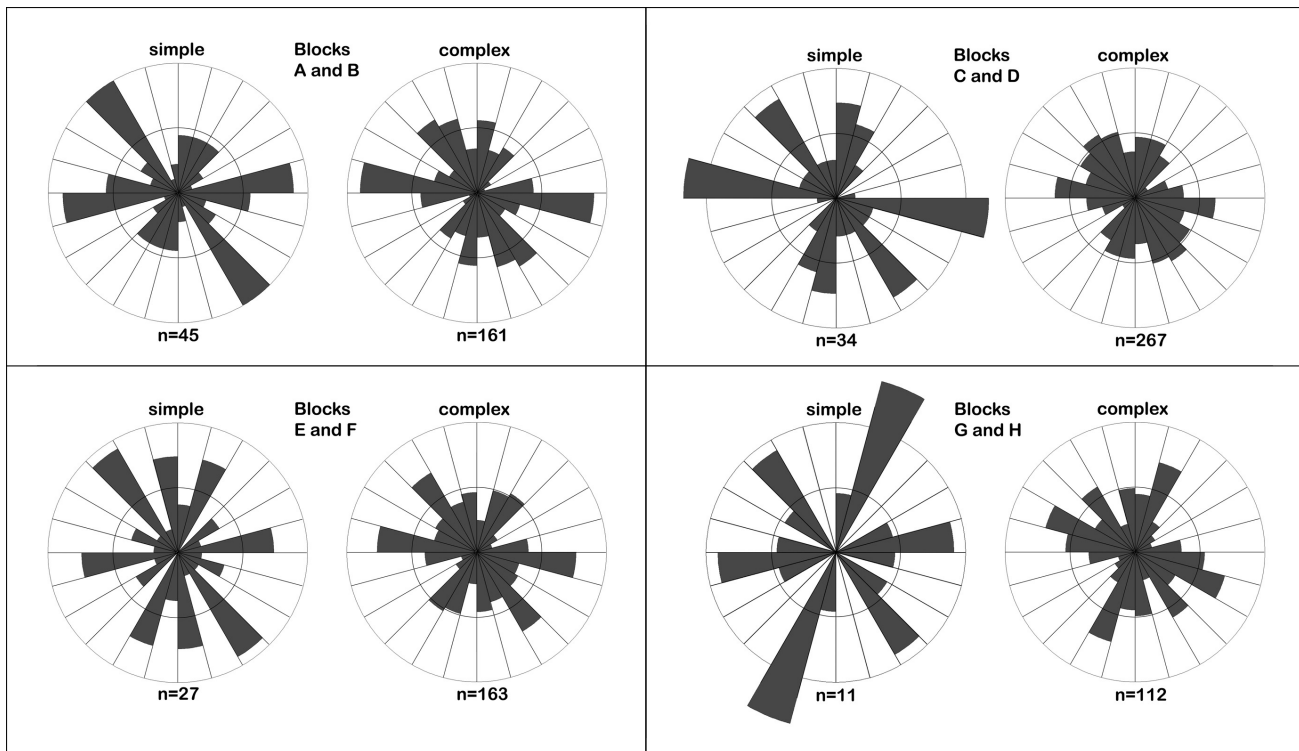 simple
Blocks
A and B
complex
n=45
n=161
simple
Blocks
C and D
complex
n=34
n=267
simple
Blocks
E and F
complex
n=27
n=163
simple
Blocks
G and H
complex
n=11
n=112